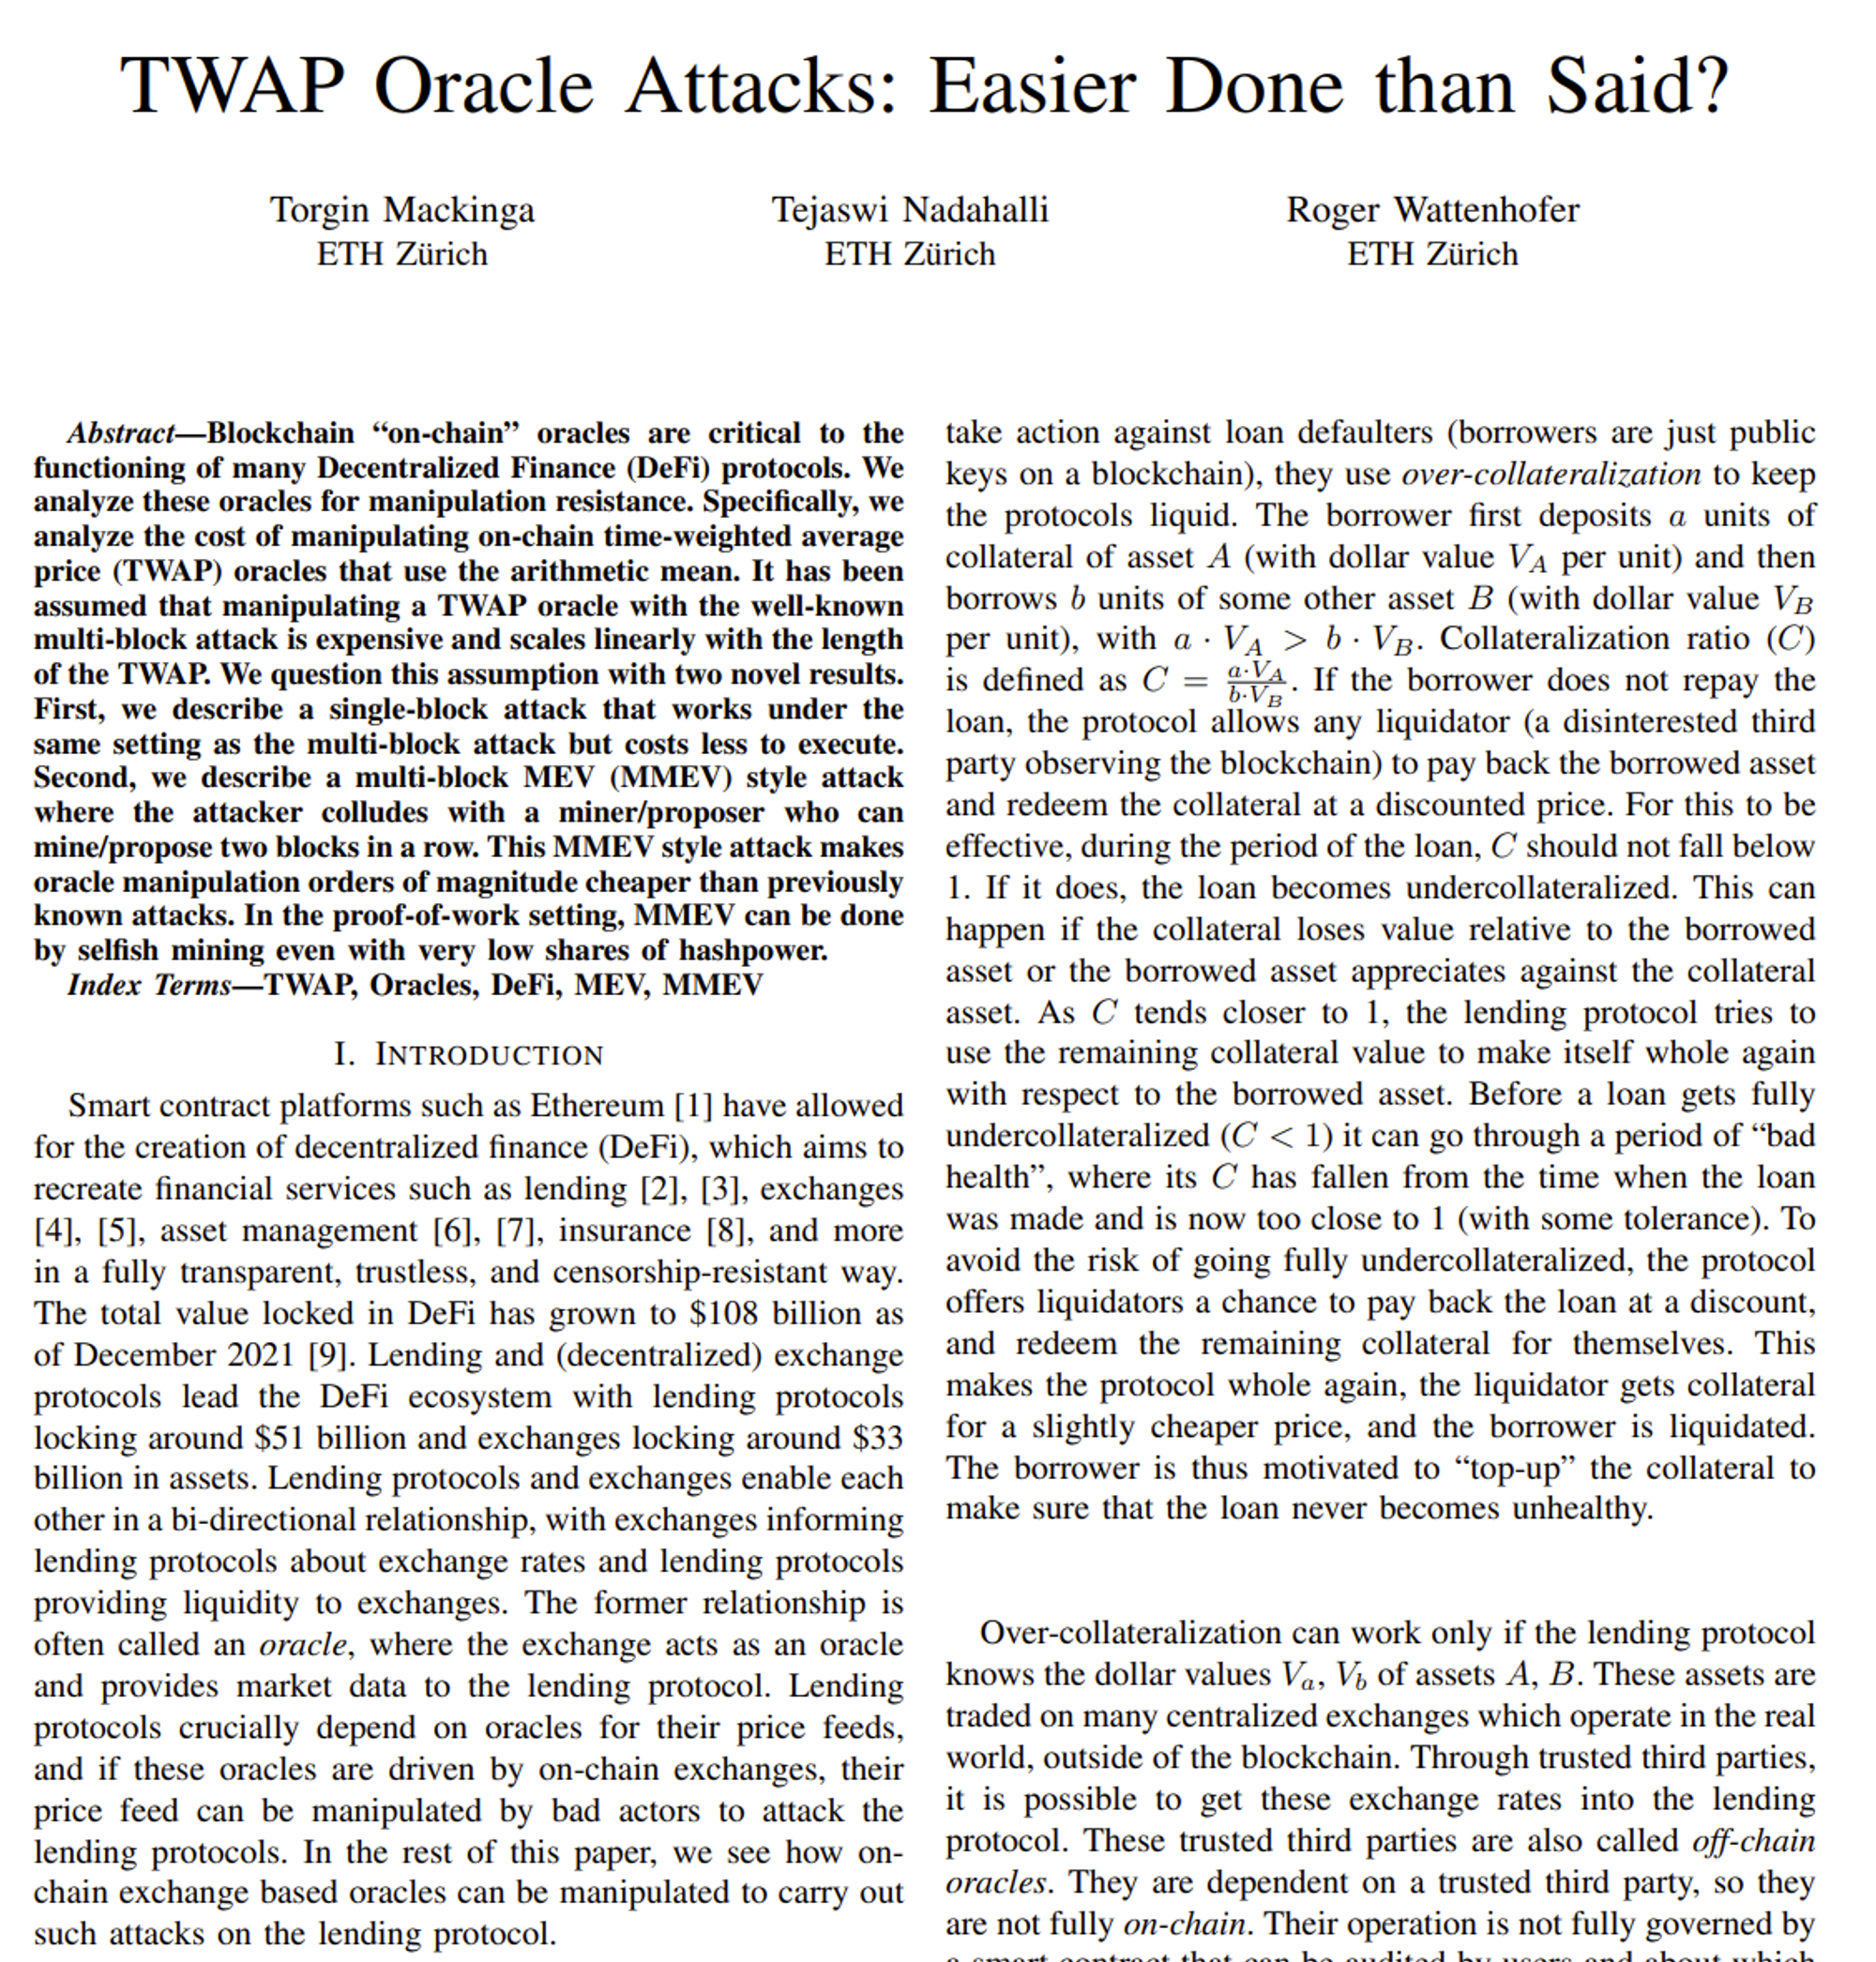 TWAP Oracle Attacks: Easier Done than Said?
Torgin Mackinga
ETH Zürich
Tejaswi Nadahalli
ETH Zürich
Roger Wattenhofer
ETH Zürich
Abstract—Blockchain “on-chain” oracles are critical to the
functioning of many Decentralized Finance (DeFi) protocols. We
analyze these oracles for manipulation resistance. Specifically, we
analyze the cost of manipulating on-chain time-weighted average
price (TWAP) oracles that use the arithmetic mean. It has been
assumed that manipulating a TWAP oracle with the well-known
multi-block attack is expensive and scales linearly with the length
of the TWAP. We question this assumption with two novel results.
First, we describe a single-block attack that works under the
same setting as the multi-block attack but costs less to execute.
Second, we describe a multi-block MEV (MMEV) style attack
where the attacker colludes with a miner/proposer who can
mine/propose two blocks in a row. This MMEV style attack makes
oracle manipulation orders of magnitude cheaper than previously
known attacks. In the proof-of-work setting, MMEV can be done
by selfish mining even with very low shares of hashpower.
Index Terms—TWAP, Oracles, DeFi, MEV, MMEV
I. INTRODUCTION
Smart contract platforms such as Ethereum [1] have allowed
for the creation of decentralized finance (DeFi), which aims to
recreate financial services such as lending [2], [3], exchanges
[4], [5], asset management [6], [7], insurance [8], and more
in a fully transparent, trustless, and censorship-resistant way.
The total value locked in DeFi has grown to $108 billion as
of December 2021 [9]. Lending and (decentralized) exchange
protocols lead the DeFi ecosystem with lending protocols
locking around $51 billion and exchanges locking around $33
billion in assets. Lending protocols and exchanges enable each
other in a bi-directional relationship, with exchanges informing
lending protocols about exchange rates and lending protocols
providing liquidity to exchanges. The former relationship is
often called an oracle, where the exchange acts as an oracle
and provides market data to the lending protocol. Lending
protocols crucially depend on oracles for their price feeds,
and if these oracles are driven by on-chain exchanges, their
price feed can be manipulated by bad actors to attack the
lending protocols. In the rest of this paper, we see how on-
chain exchange based oracles can be manipulated to carry out
such attacks on the lending protocol.
take action against loan defaulters (borrowers are just public
keys on a blockchain), they use over-collateralization to keep
the protocols liquid. The borrower first deposits a units of
collateral of asset A (with dollar value V_A per unit) and then
borrows b units of some other asset B (with dollar value V_B
per unit), with a · V_A > b · V_B. Collateralization ratio (C)
is defined as C = a·V_A / b·V_B. If the borrower does not repay the
loan, the protocol allows any liquidator (a disinterested third
party observing the blockchain) to pay back the borrowed asset
and redeem the collateral at a discounted price. For this to be
effective, during the period of the loan, C should not fall below
1. If it does, the loan becomes undercollateralized. This can
happen if the collateral loses value relative to the borrowed
asset or the borrowed asset appreciates against the collateral
asset. As C tends closer to 1, the lending protocol tries to
use the remaining collateral value to make itself whole again
with respect to the borrowed asset. Before a loan gets fully
undercollateralized (C < 1) it can go through a period of “bad
health”, where its C has fallen from the time when the loan
was made and is now too close to 1 (with some tolerance). To
avoid the risk of going fully undercollateralized, the protocol
offers liquidators a chance to pay back the loan at a discount,
and redeem the remaining collateral for themselves. This
makes the protocol whole again, the liquidator gets collateral
for a slightly cheaper price, and the borrower is liquidated.
The borrower is thus motivated to “top-up” the collateral to
make sure that the loan never becomes unhealthy.
Over-collateralization can work only if the lending protocol
knows the dollar values V_a, V_b of assets A, B. These assets are
traded on many centralized exchanges which operate in the real
world, outside of the blockchain. Through trusted third parties,
it is possible to get these exchange rates into the lending
protocol. These trusted third parties are also called off-chain
oracles. They are dependent on a trusted third party, so they
are not fully on-chain. Their operation is not fully governed by
a smart contract that can be audited by users and about which